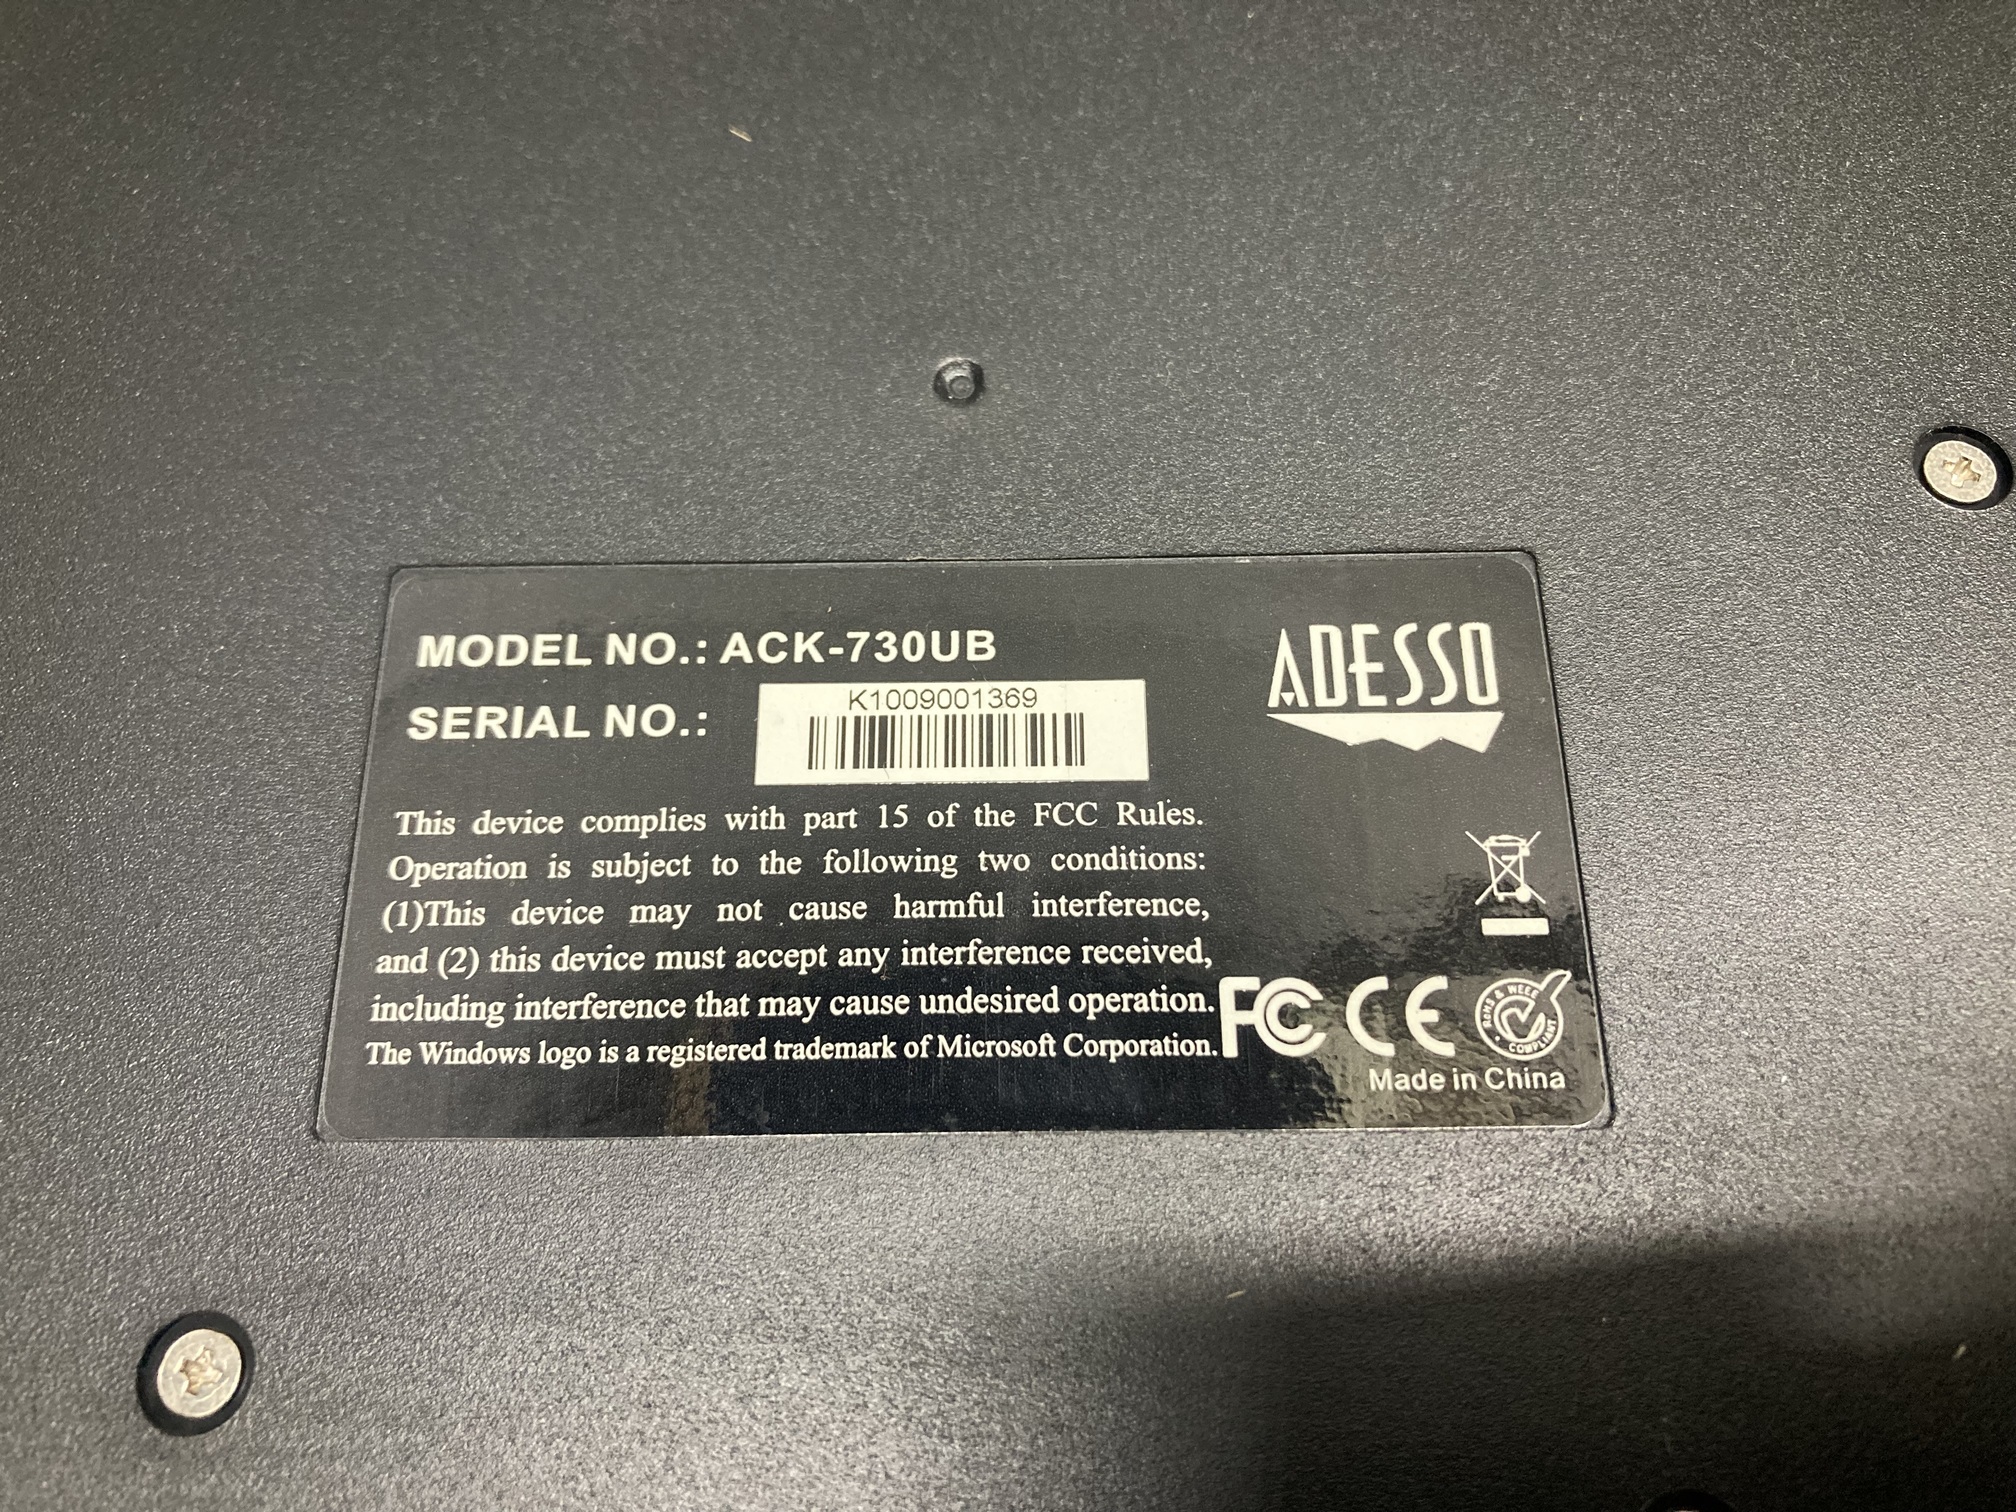 MODEL NO.: ACK-730UB
ADESSO
SERIAL NO.:
K1009001369
This device complies with part 15 of the FCC Rules.
Operation is subject to the following two conditions:
(1)This device may not cause harmful interference,
and (2) this device must accept any interference received,
including interference that may cause undesired operation.
The Windows logo is a registered trademark of Microsoft Corporation.
FC CE
RoHS & WEEE COMPLIANT
Made in China